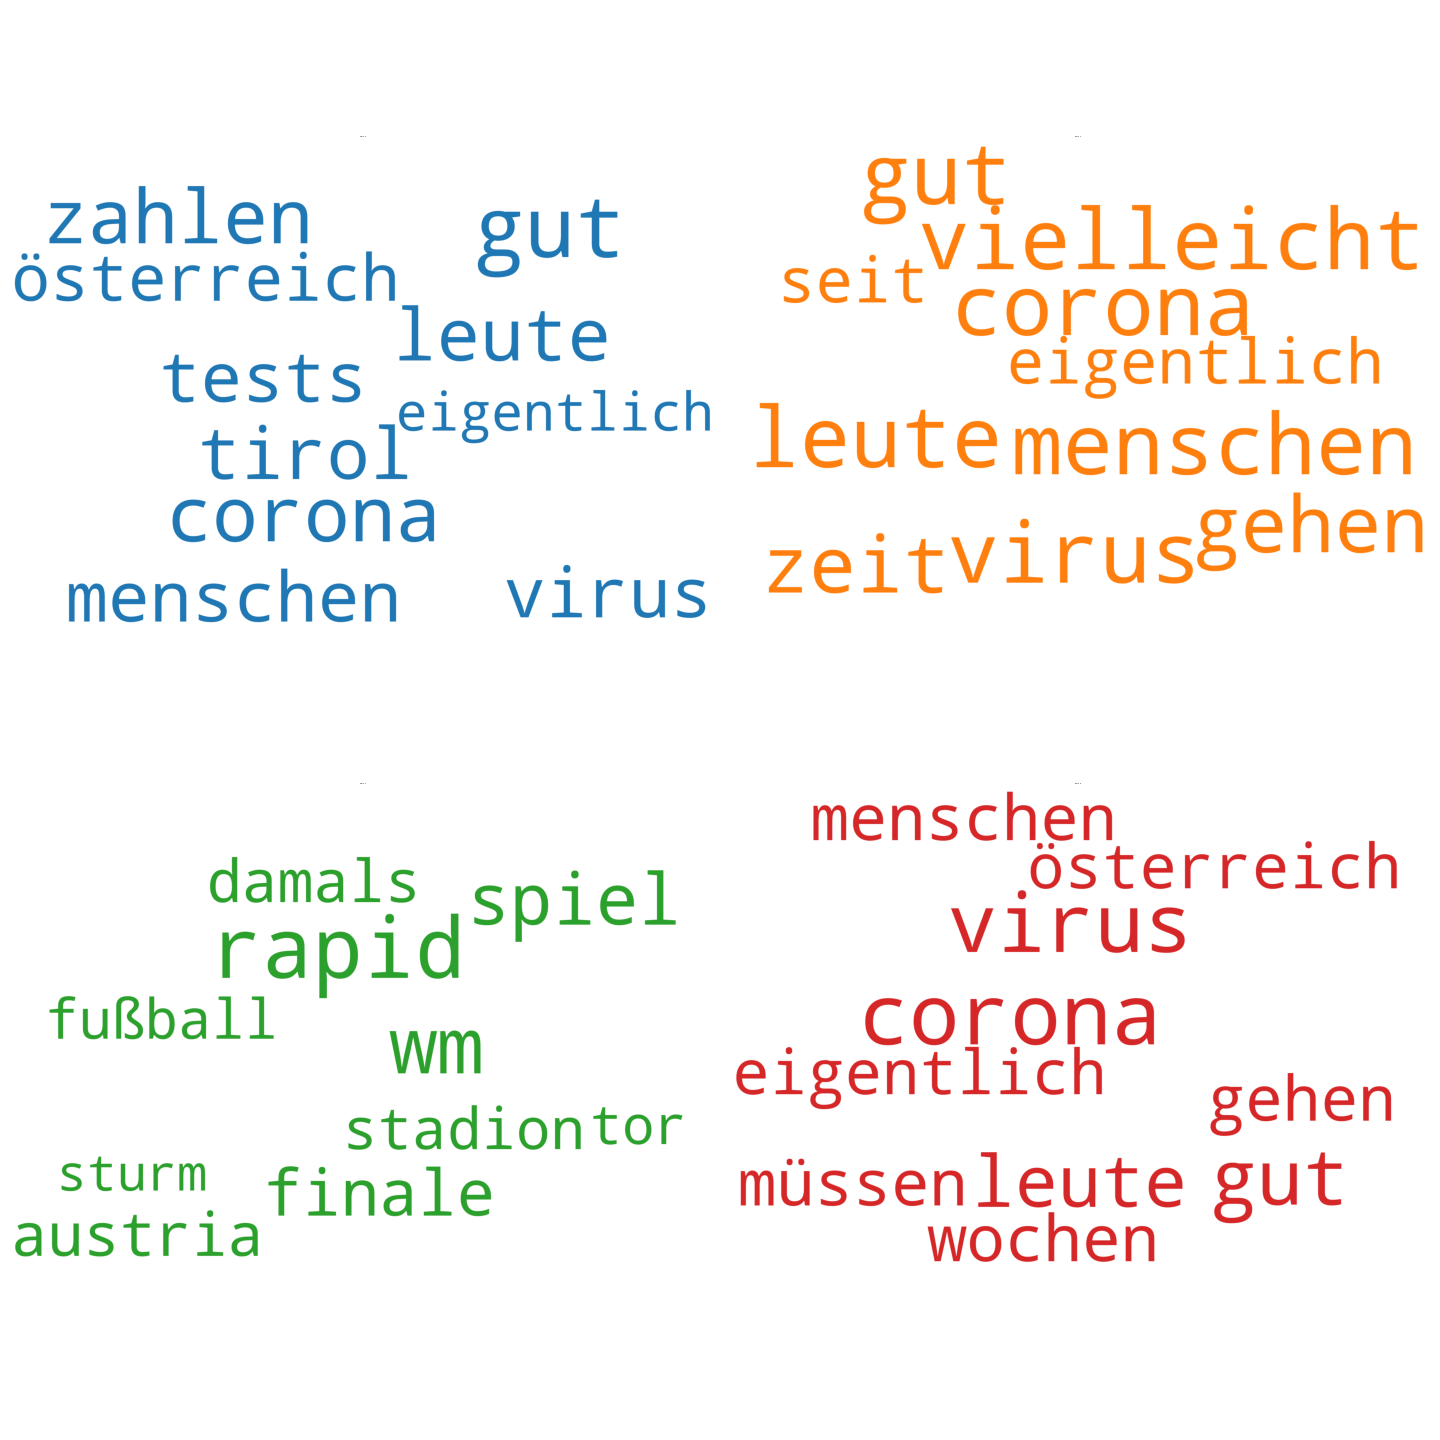 zahlen
gut
österreich
leute
tests
eigentlich
tirol
corona
menschen
virus
gut
vielleicht
seit
corona
eigentlich
leute
menschen
gehen
zeit
virus
damals
spiel
rapid
fußball
wm
stadion
tor
sturm
finale
austria
menschen
österreich
virus
corona
eigentlich
gehen
müssen
leute
gut
wochen